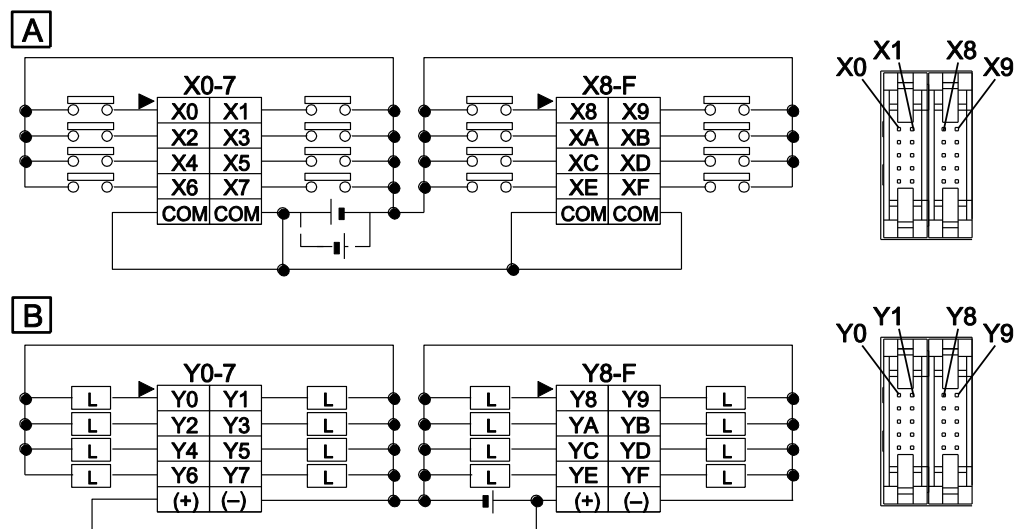 A
X0-7
X0 X1
X2 X3
X4 X5
X6 X7
COM COM
X8-F
X8 X9
XA XB
XC XD
XE XF
COM COM
X0 X1 X8 X9
B
Y0-7
L Y0 Y1 L
L Y2 Y3 L
L Y4 Y5 L
L Y6 Y7 L
(+) (–)
Y8-F
L Y8 Y9 L
L YA YB L
L YC YD L
L YE YF L
(+) (–)
Y0 Y1 Y8 Y9